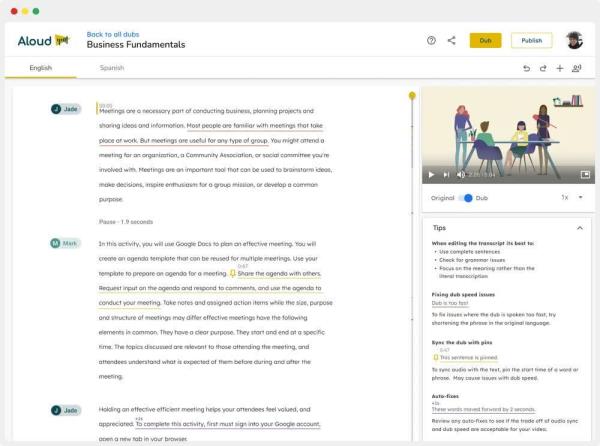 Aloud
Back to all dubs
Business Fundamentals
Dub
Publish
English
Spanish
Jade
00:00
Meetings are a necessary part of conducting business, planning projects and
sharing ideas and information. Most people are familiar with meetings that take
place at work. But meetings are useful for any type of group. You might attend a
meeting for an organization, a Community Association, or social committee you're
involved with. Meetings are an important tool that can be used to brainstorm ideas,
make decisions, inspire enthusiasm for a group mission, or develop a common
purpose.
Pause - 1.9 seconds
M Mark
In this activity, you will use Google Docs to plan an effective meeting. You will
create an agenda template that can be reused for multiple meetings. Use your
0:47
template to prepare an agenda for a meeting. Share the agenda with others.
Request input on the agenda and respond to comments, and use the agenda to
conduct your meeting. Take notes and assigned action items while the size, purpose
and structure of meetings may differ effective meetings have the following
elements in common. They have a clear purpose. They start and end at a specific
time. The topics discussed are relevant to those attending the meeting, and
attendees understand what is expected of them before during and after the
meeting.
J Jade
Holding an effective efficient meeting helps your attendees feel valued, and
+2s
appreciated. To complete this activity, first must sign into your Google account,
open a new tab in your browser.
Original
Dub
1x
Tips
When editing the transcript its best to:
• Use complete sentences
• Check for grammar issues
• Focus on the meaning rather than the
literal transcription
Fixing dub speed issues
Dub is too fast
To fix issues where the dub is spoken too fast, try
shortening the phrase in the original language.
Sync the dub with pins
0:47
This sentence is pinned
To sync audio with the text, pin the start time of a word or
phrase. May cause issues with dub speed.
Auto-fixes
+2s
These words moved forward by 2 seconds.
Review any auto-fixes to see if the trade off of audio sync
and dub speed are acceptable for your video.